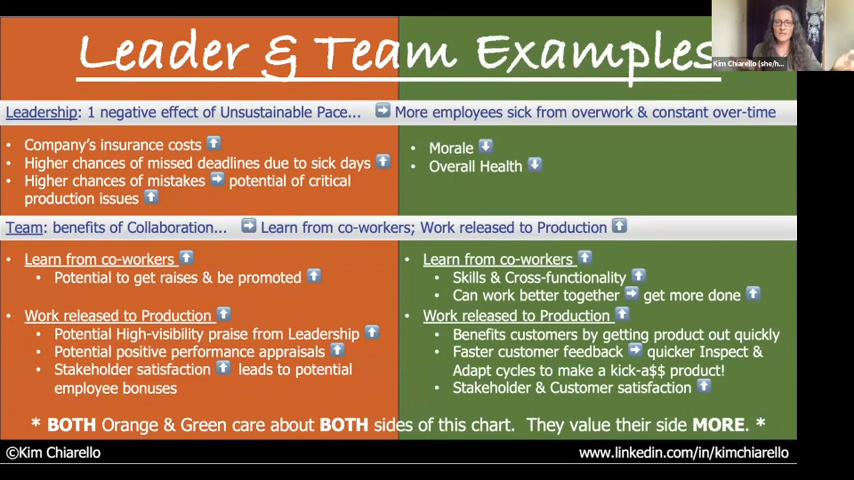 Leader & Team Examples
Kim Chiarello (she/h...
Leadership: 1 negative effect of Unsustainable Pace... ➡ More employees sick from overwork & constant over-time
• Company's insurance costs ⬆
• Higher chances of missed deadlines due to sick days ⬆
• Higher chances of mistakes ➡ potential of critical
production issues ⬆
• Morale ⬇
• Overall Health ⬇
Team: benefits of Collaboration... ➡ Learn from co-workers; Work released to Production ⬆
• Learn from co-workers ⬆
• Potential to get raises & be promoted ⬆
• Work released to Production ⬆
• Potential High-visibility praise from Leadership ⬆
• Potential positive performance appraisals ⬆
• Stakeholder satisfaction ⬆ leads to potential
employee bonuses
• Learn from co-workers ⬆
• Skills & Cross-functionality ⬆
• Can work better together ➡ get more done ⬆
• Work released to Production ⬆
• Benefits customers by getting product out quickly
• Faster customer feedback ➡ quicker Inspect &
Adapt cycles to make a kick-a$$ product!
• Stakeholder & Customer satisfaction ⬆
* BOTH Orange & Green care about BOTH sides of this chart. They value their side MORE. *
©Kim Chiarello
www.linkedin.com/in/kimchiarello